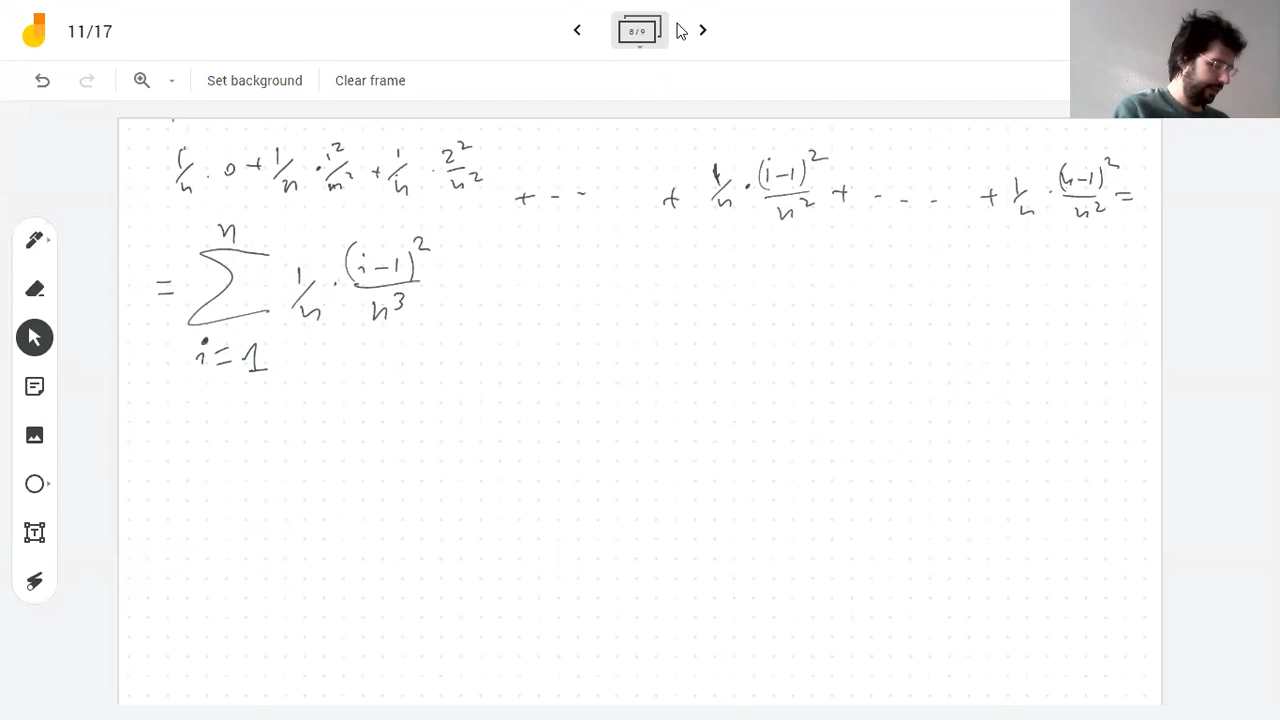 11/17
8/9
Set background
Clear frame
1/n · 0 + 1/n · 1²/n² + 1/n · 2²/n² + -- + 1/n · (i-1)²/n² + ---- + 1/n · (n-1)²/n² =
= Σ_{i=1}^{n} 1/n · (i-1)²/n³